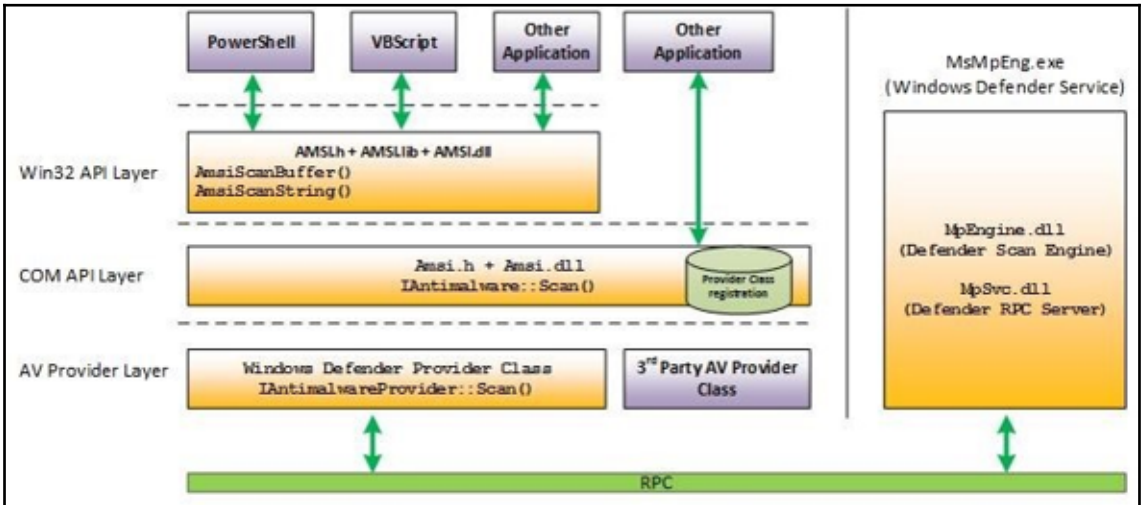 PowerShell
VBScript
Other
Application
Other
Application
MsMpEng.exe
(Windows Defender Service)
Win32 API Layer
AMSI.h + AMSI.lib + AMSI.dll
AmsiScanBuffer()
AmsiScanString()
COM API Layer
Amsi.h + Amsi.dll
IAntimalware::Scan()
Provider Class
registration
MpEngine.dll
(Defender Scan Engine)
MpSvc.dll
(Defender RPC Server)
AV Provider Layer
Windows Defender Provider Class
IAntimalwareProvider::Scan()
3rd Party AV Provider
Class
RPC